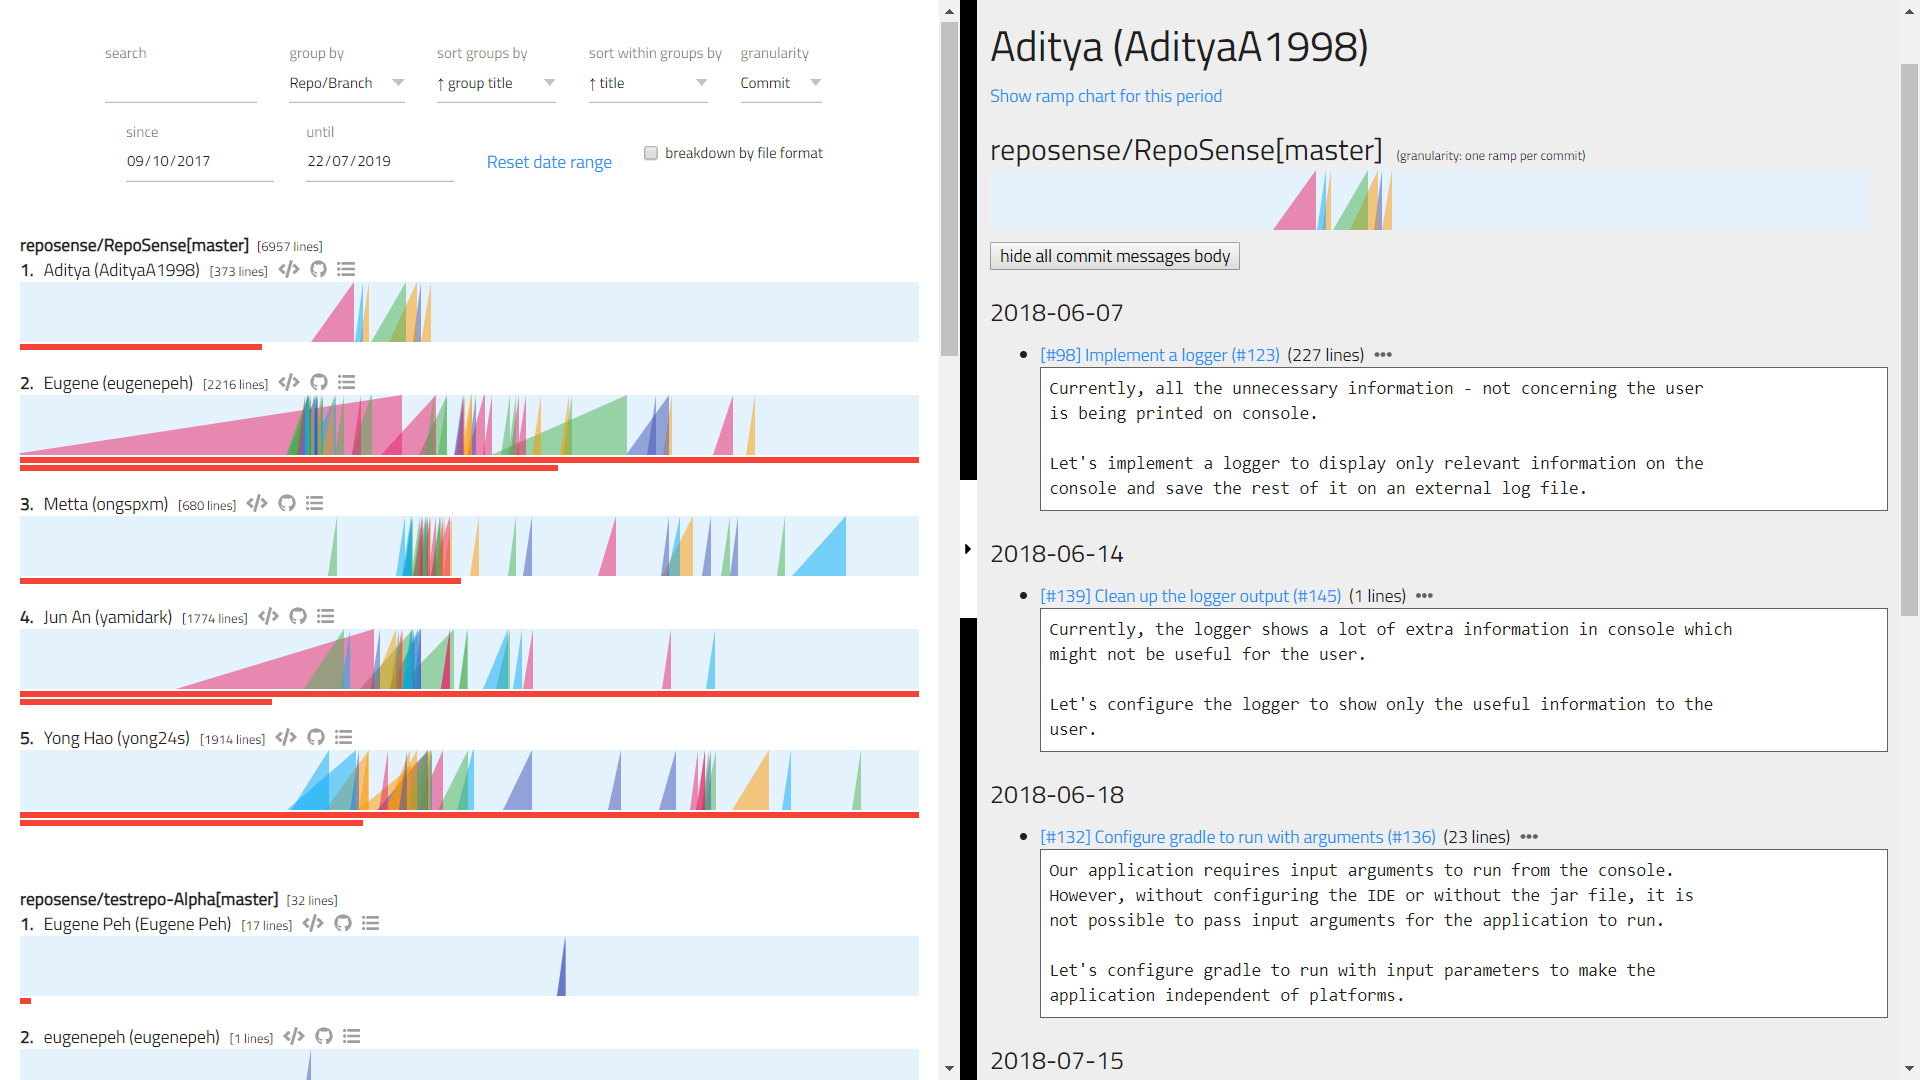 search
group by
sort groups by
sort within groups by
granularity
Repo/Branch
↑ group title
↑ title
Commit
since
until
09/10/2017
22/07/2019
Reset date range
breakdown by file format
reposense/RepoSense[master] [6957 lines]
1. Aditya (AdityaA1998) [373 lines]
2. Eugene (eugenepeh) [2216 lines]
3. Metta (ongspxm) [680 lines]
4. Jun An (yamidark) [1774 lines]
5. Yong Hao (yong24s) [1914 lines]
reposense/testrepo-Alpha[master] [32 lines]
1. Eugene Peh (Eugene Peh) [17 lines]
2. eugenepeh (eugenepeh) [1 lines]
Aditya (AdityaA1998)
Show ramp chart for this period
reposense/RepoSense[master] (granularity: one ramp per commit)
hide all commit messages body
2018-06-07
[#98] Implement a logger (#123) (227 lines)
Currently, all the unnecessary information - not concerning the user
is being printed on console.
Let's implement a logger to display only relevant information on the
console and save the rest of it on an external log file.
2018-06-14
[#139] Clean up the logger output (#145) (1 lines)
Currently, the logger shows a lot of extra information in console which
might not be useful for the user.
Let's configure the logger to show only the useful information to the
user.
2018-06-18
[#132] Configure gradle to run with arguments (#136) (23 lines)
Our application requires input arguments to run from the console.
However, without configuring the IDE or without the jar file, it is
not possible to pass input arguments for the application to run.
Let's configure gradle to run with input parameters to make the
application independent of platforms.
2018-07-15